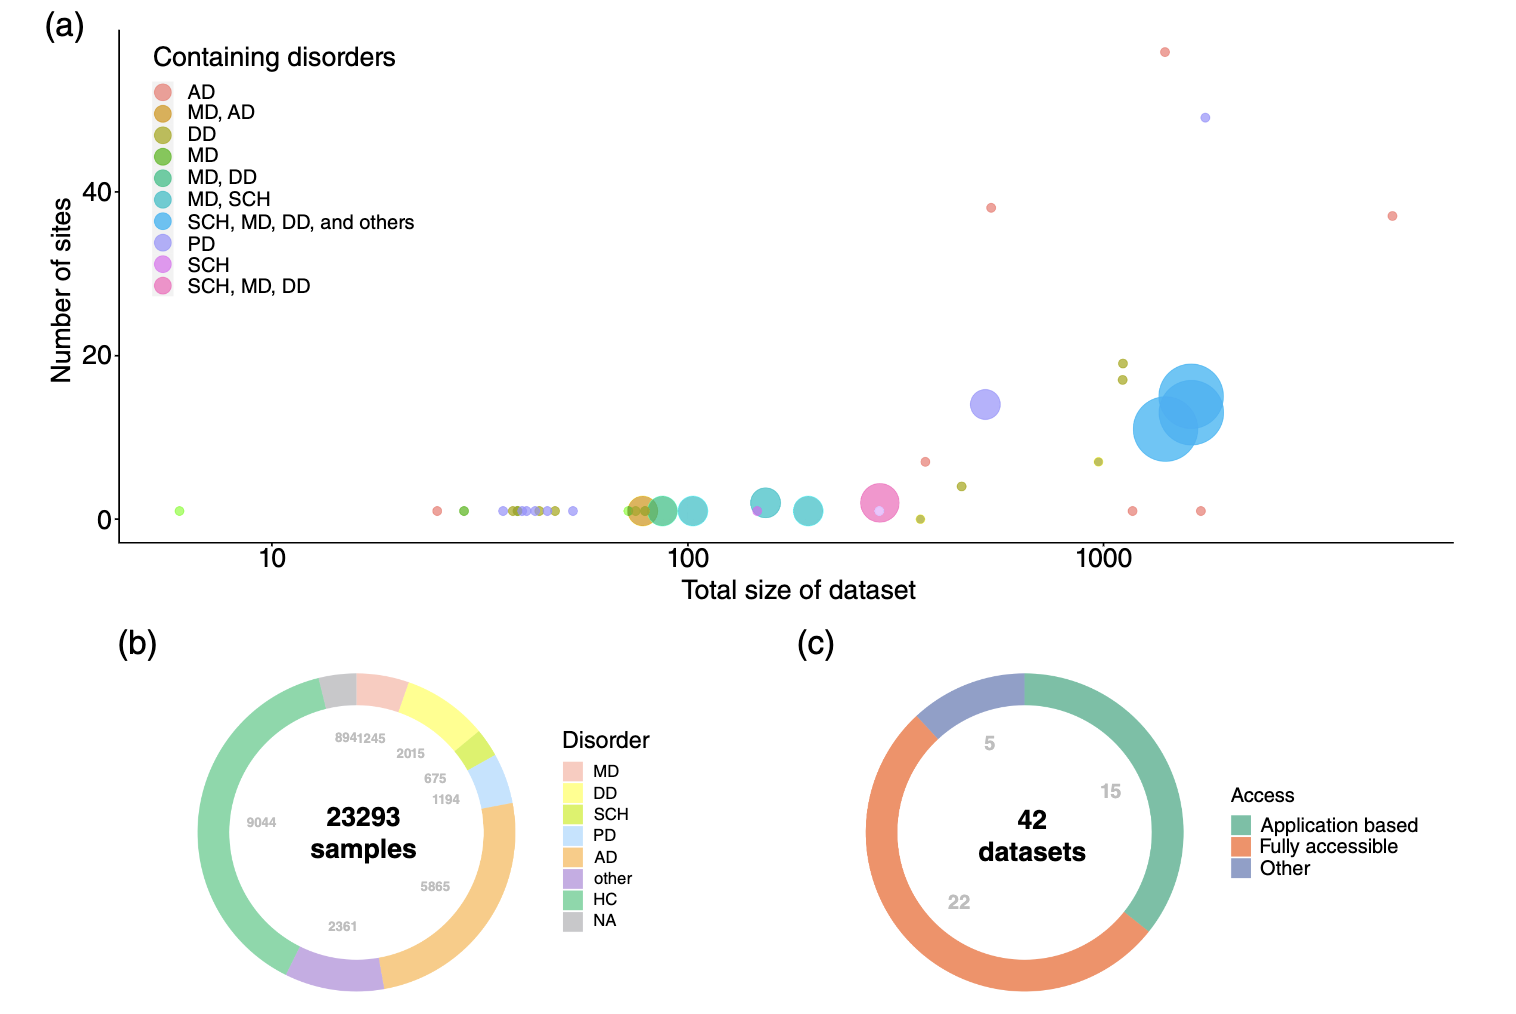 (a)
Containing disorders
AD
MD, AD
DD
MD
MD, DD
MD, SCH
SCH, MD, DD, and others
PD
SCH
SCH, MD, DD
Number of sites
40
20
0
10
100
1000
Total size of dataset
(b)
894
1245
2015
675
1194
9044
5865
2361
23293
samples
Disorder
MD
DD
SCH
PD
AD
other
HC
NA
(c)
5
15
22
42
datasets
Access
Application based
Fully accessible
Other